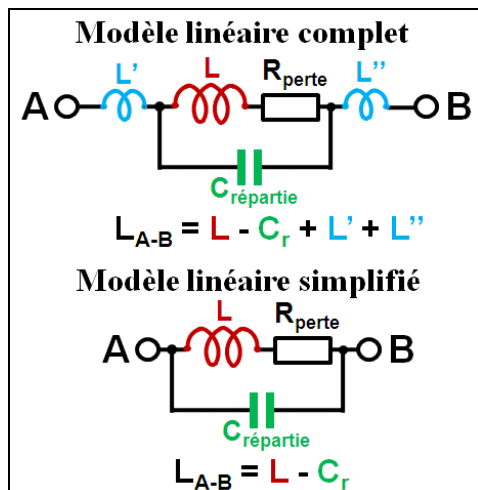 Modèle linéaire complet
L' L Rperte L''
A B
Crépartie
LA-B = L - Cr + L' + L''
Modèle linéaire simplifié
L Rperte
A B
Crépartie
LA-B = L - Cr